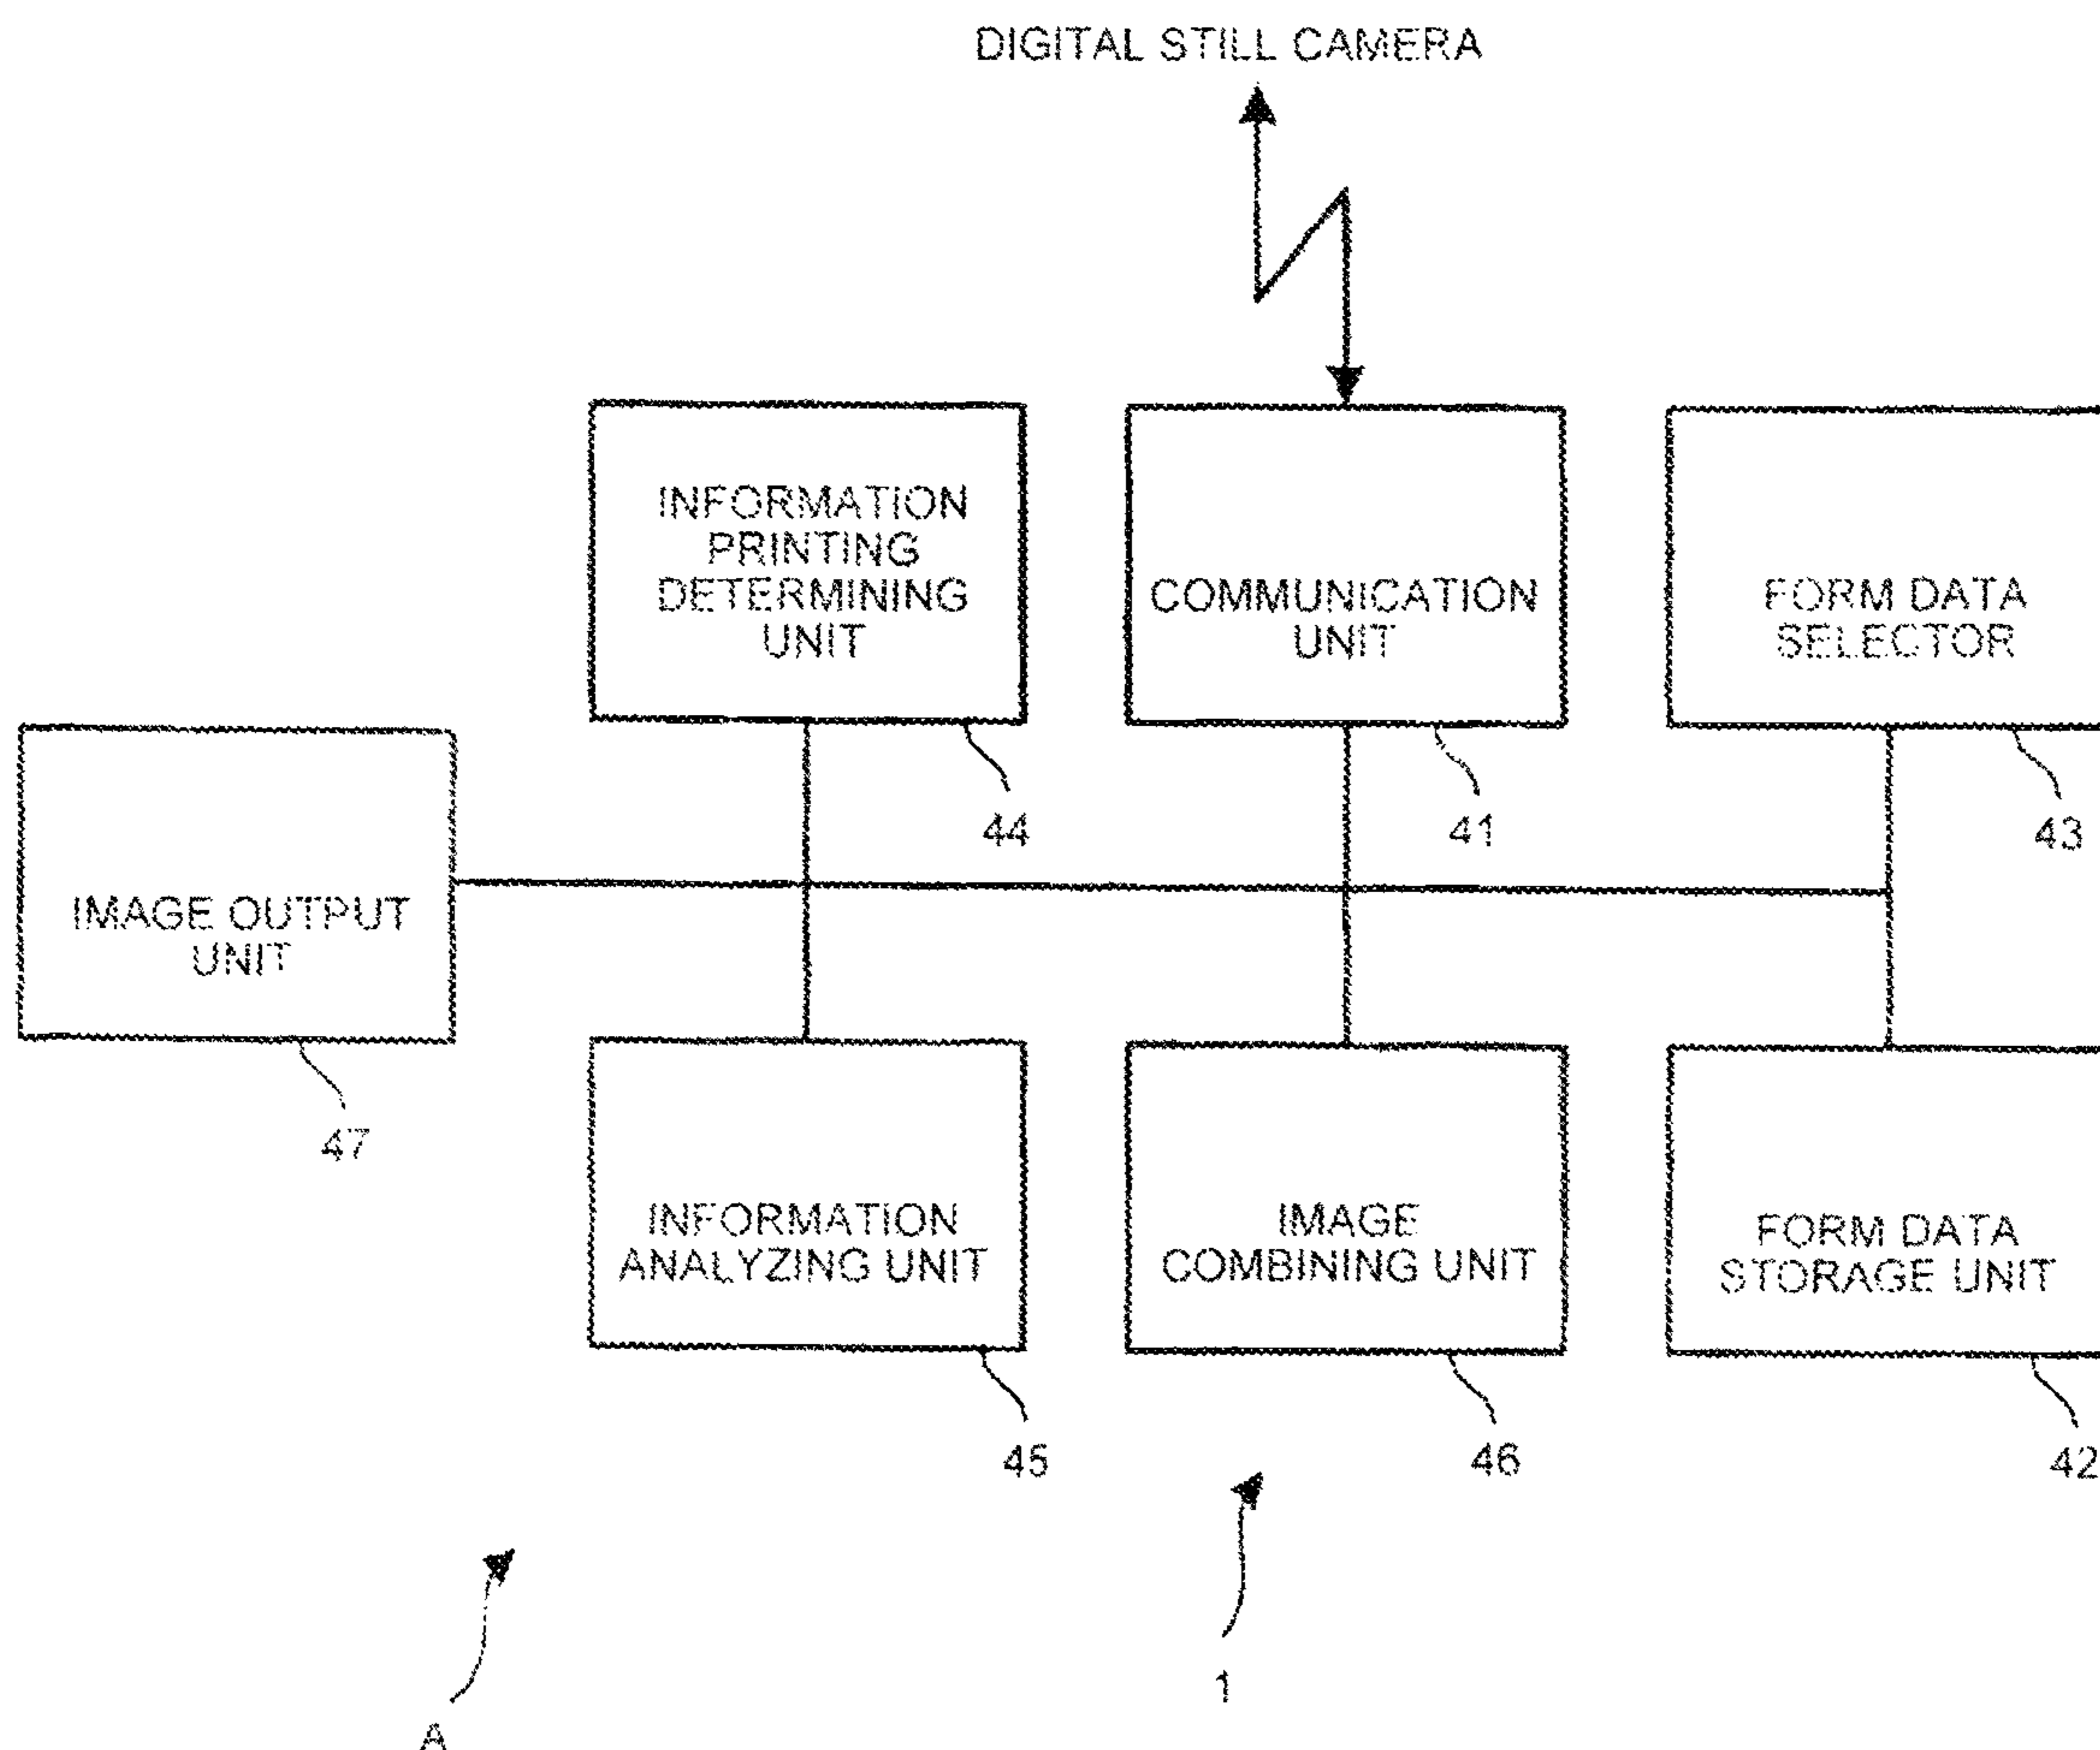 DIGITAL STILL CAMERA
INFORMATION
PRINTING
DETERMINING
UNIT
44
COMMUNICATION
UNIT
41
FORM DATA
SELECTOR
43
IMAGE OUTPUT
UNIT
47
INFORMATION
ANALYZING UNIT
45
IMAGE
COMBINING UNIT
46
FORM DATA
STORAGE UNIT
42
1
A